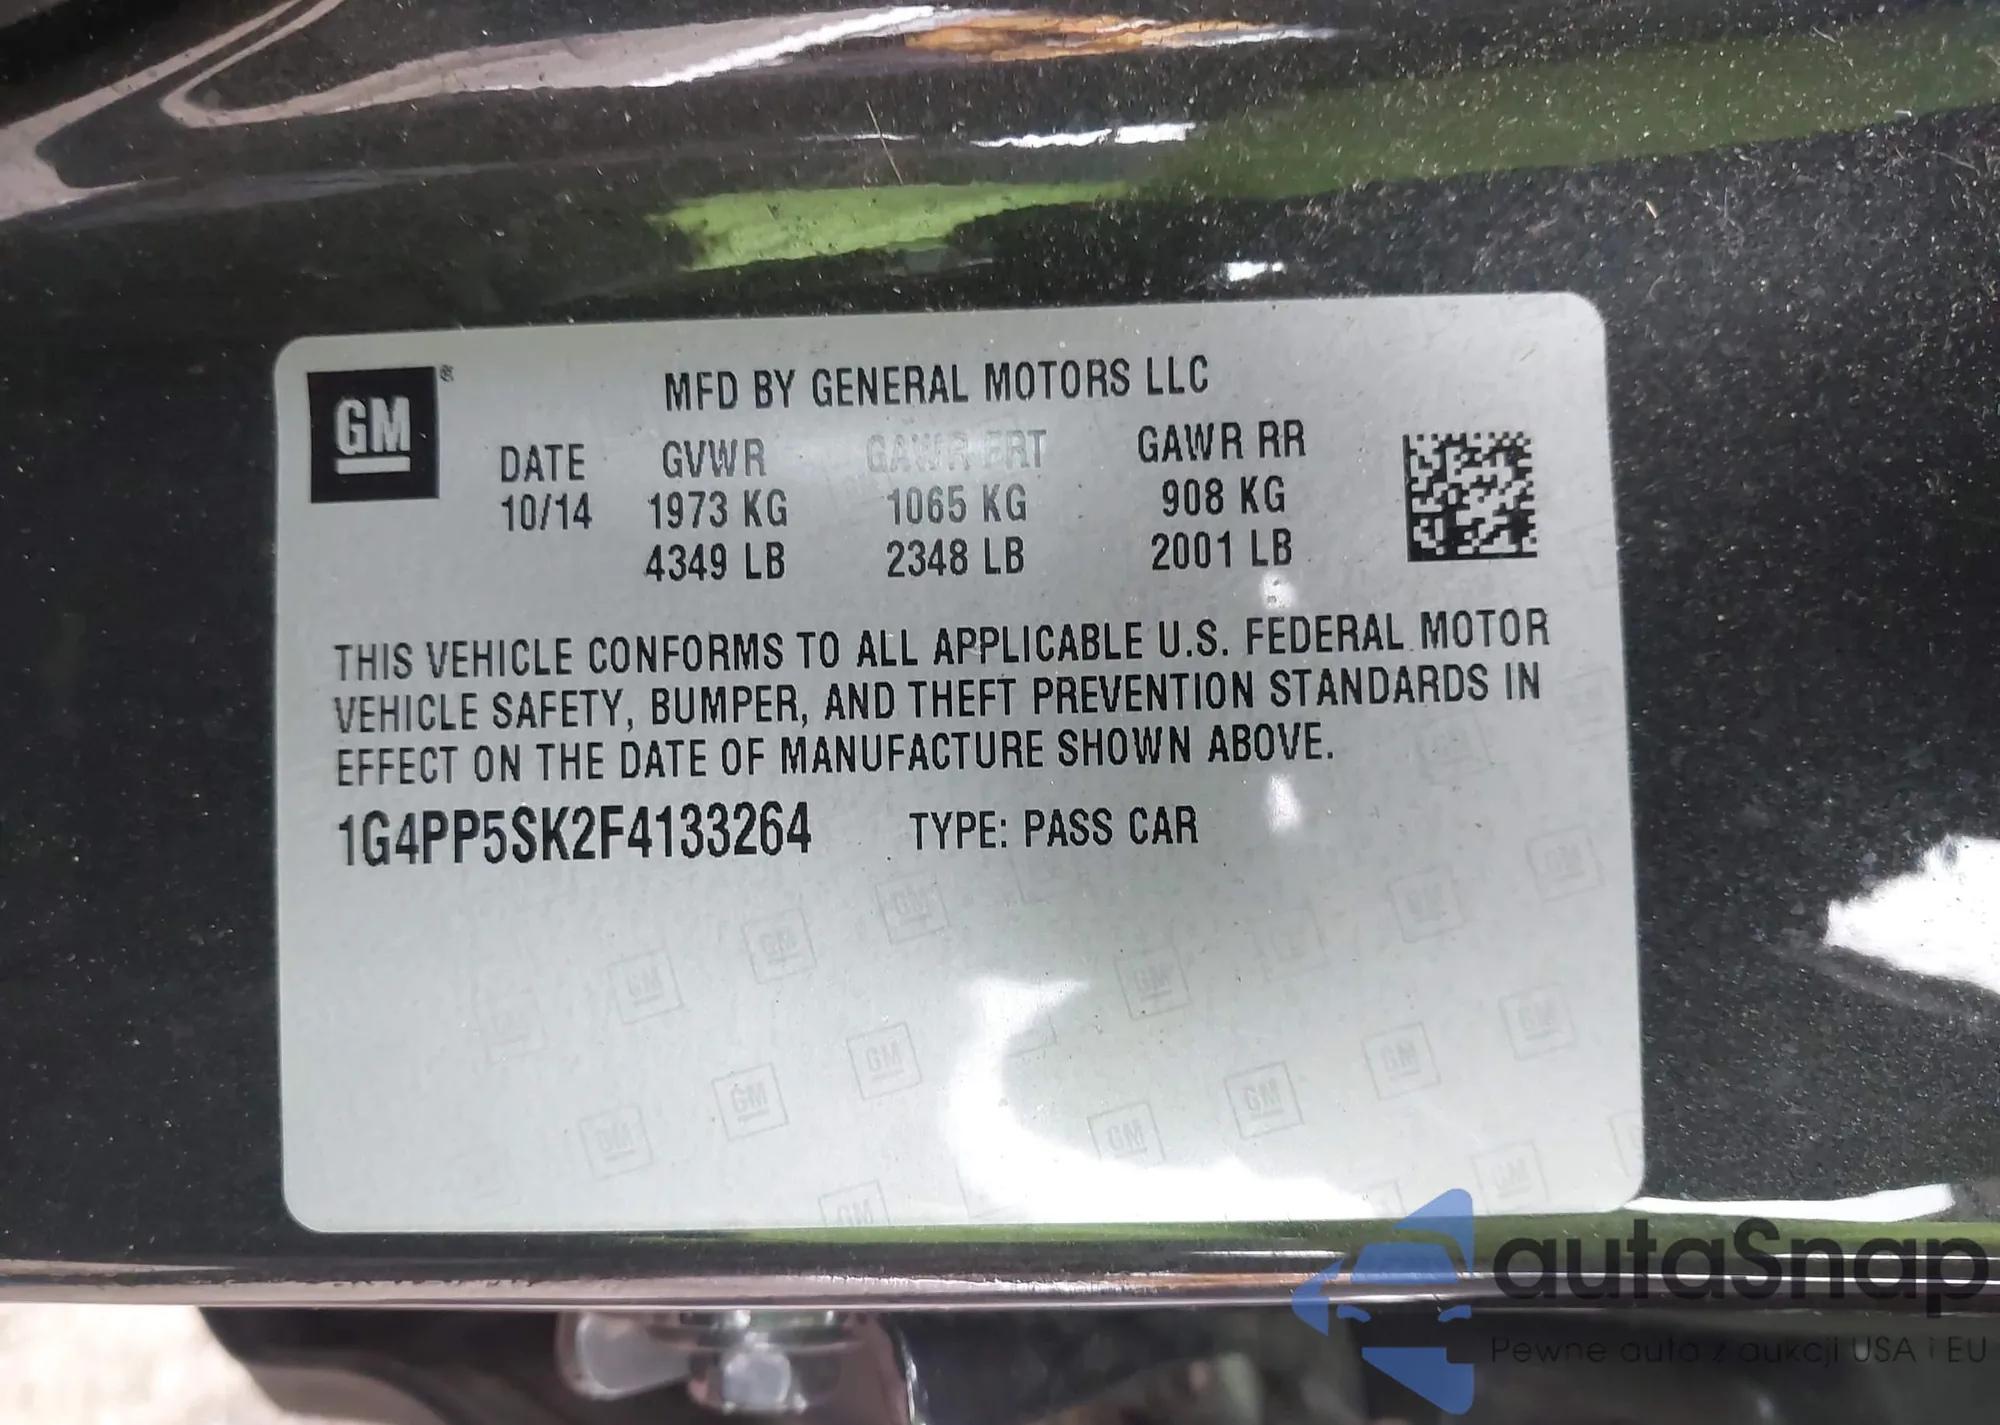 GM®
MFD BY GENERAL MOTORS LLC
DATE GVWR GAWR FRT GAWR RR
10/14 1973 KG 1065 KG 908 KG
4349 LB 2348 LB 2001 LB
THIS VEHICLE CONFORMS TO ALL APPLICABLE U.S. FEDERAL MOTOR
VEHICLE SAFETY, BUMPER, AND THEFT PREVENTION STANDARDS IN
EFFECT ON THE DATE OF MANUFACTURE SHOWN ABOVE.
1G4PP5SK2F4133264 TYPE: PASS CAR
autaSnap
Pewne auta z aukcji USA i EU